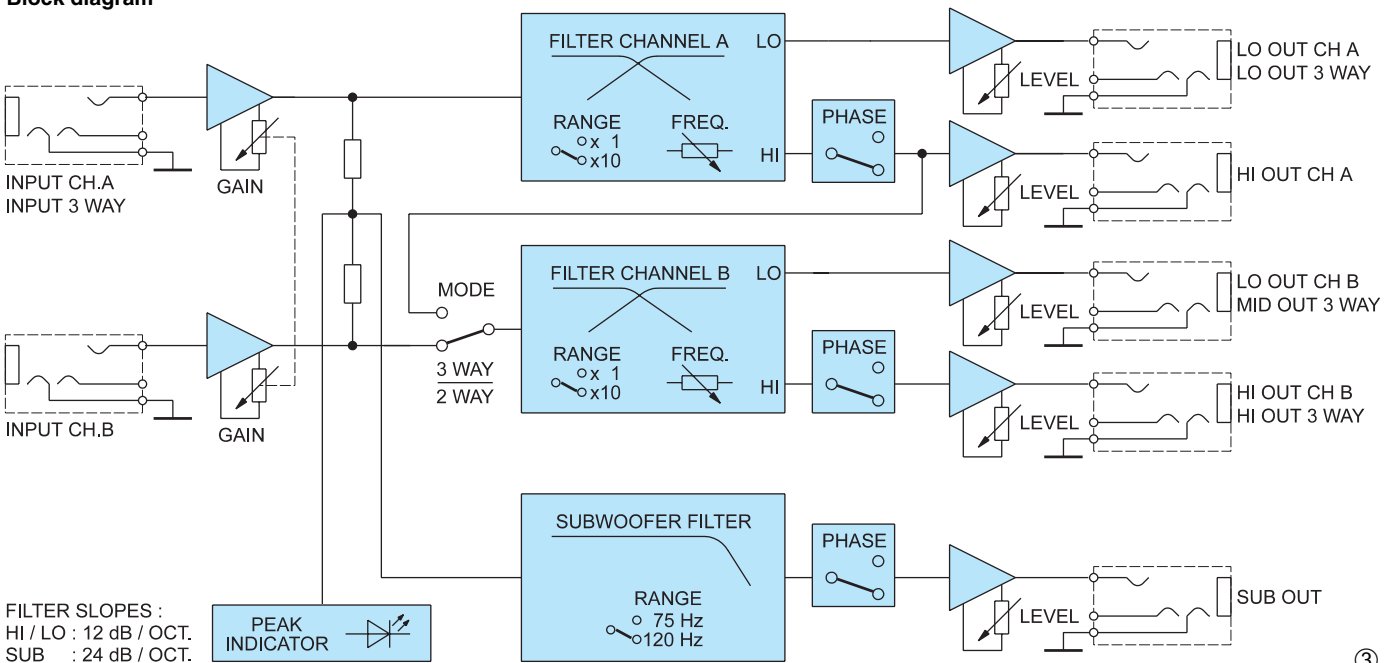 Block diagram
INPUT CH.A
INPUT 3 WAY
GAIN
FILTER CHANNEL A
LO
RANGE
x 1
x10
FREQ.
HI
PHASE
LEVEL
LO OUT CH A
LO OUT 3 WAY
LEVEL
HI OUT CH A
INPUT CH.B
GAIN
MODE
3 WAY
2 WAY
FILTER CHANNEL B
LO
RANGE
x 1
x10
FREQ.
HI
PHASE
LEVEL
LO OUT CH B
MID OUT 3 WAY
LEVEL
HI OUT CH B
HI OUT 3 WAY
SUBWOOFER FILTER
RANGE
75 Hz
120 Hz
PHASE
LEVEL
SUB OUT
FILTER SLOPES :
HI / LO : 12 dB / OCT.
SUB : 24 dB / OCT.
PEAK
INDICATOR
③